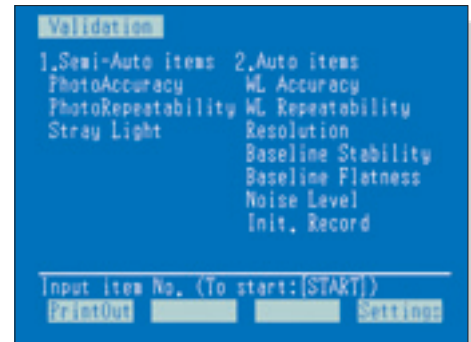 Validation
1.Semi-Auto items 2.Auto items
PhotoAccuracy WL Accuracy
PhotoRepeatability WL Repeatability
Stray Light Resolution
Baseline Stability
Baseline Flatness
Noise Level
Init. Record
Input item No. (To start:[START])
PrintOut Settings